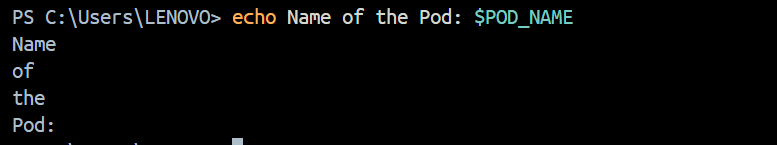 PS C:\Users\LENOVO> echo Name of the Pod: $POD_NAME
Name
of
the
Pod: